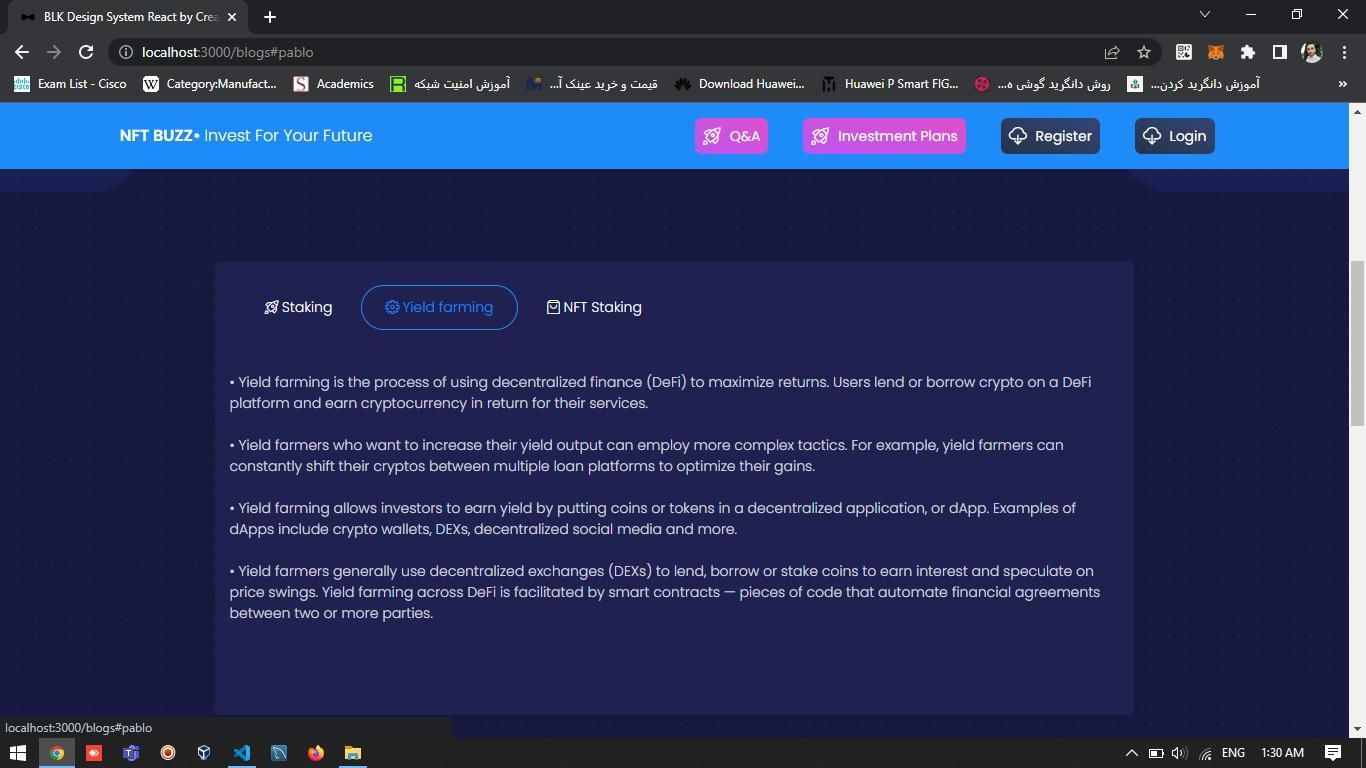 BLK Design System React by Crea
localhost:3000/blogs#pablo
Exam List - Cisco
Category:Manufact...
Academics
آموزش امنیت شبکه
قیمت و خرید عینک آ...
Download Huawei...
Huawei P Smart FIG...
روش دانگرید گوشی ه...
آموزش دانگرید کردن...
NFT BUZZ• Invest For Your Future
Q&A
Investment Plans
Register
Login
Staking
Yield farming
NFT Staking
• Yield farming is the process of using decentralized finance (DeFi) to maximize returns. Users lend or borrow crypto on a DeFi
platform and earn cryptocurrency in return for their services.
• Yield farmers who want to increase their yield output can employ more complex tactics. For example, yield farmers can
constantly shift their cryptos between multiple loan platforms to optimize their gains.
• Yield farming allows investors to earn yield by putting coins or tokens in a decentralized application, or dApp. Examples of
dApps include crypto wallets, DEXs, decentralized social media and more.
• Yield farmers generally use decentralized exchanges (DEXs) to lend, borrow or stake coins to earn interest and speculate on
price swings. Yield farming across DeFi is facilitated by smart contracts — pieces of code that automate financial agreements
between two or more parties.
localhost:3000/blogs#pablo
ENG
1:30 AM